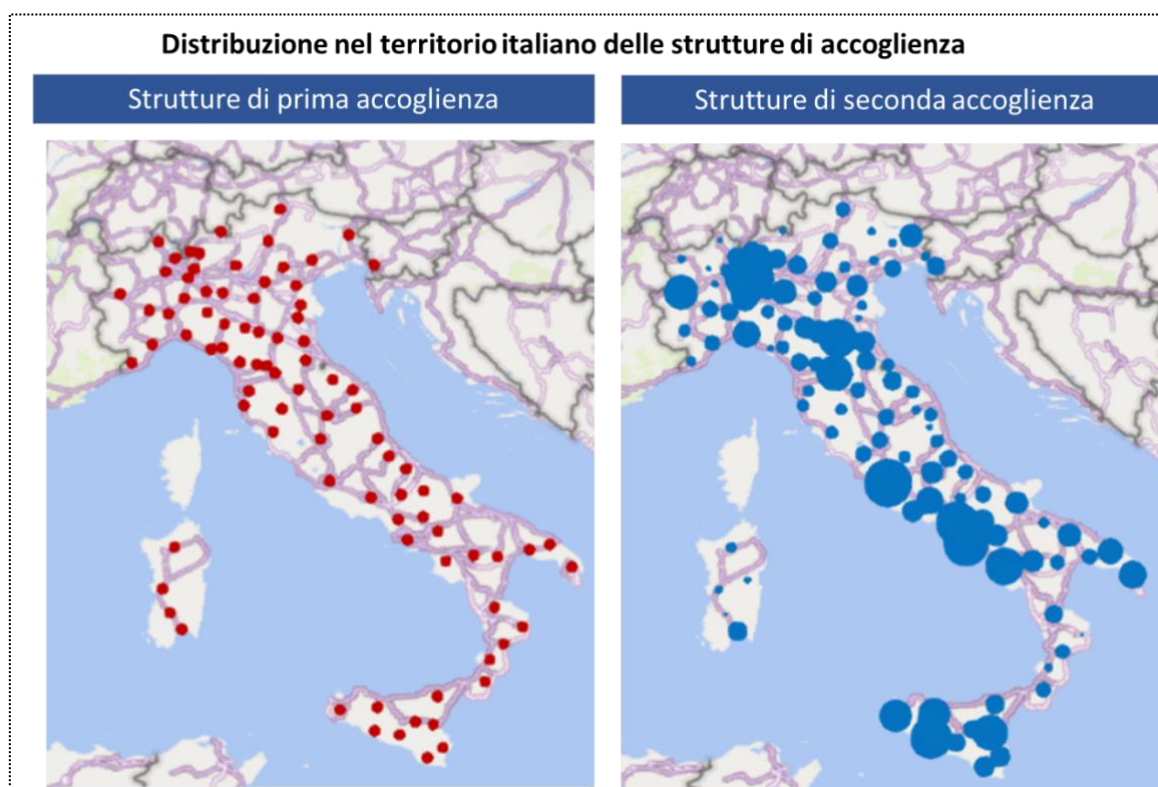 Distribuzione nel territorio italiano delle strutture di accoglienza
Strutture di prima accoglienza
Strutture di seconda accoglienza